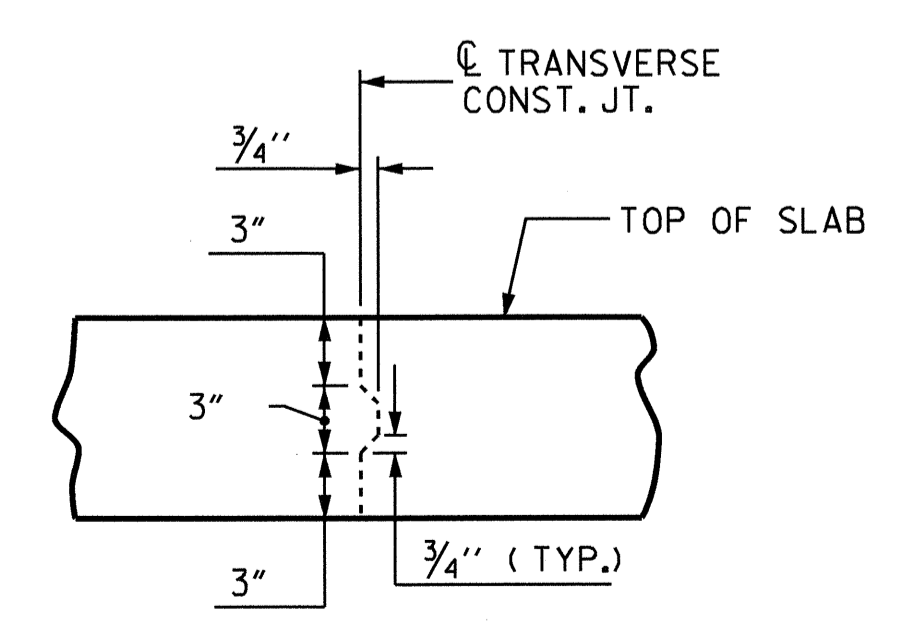 ℄ TRANSVERSE
CONST. JT.
3/4''
3"
TOP OF SLAB
3"
3/4'' (TYP.)
3"